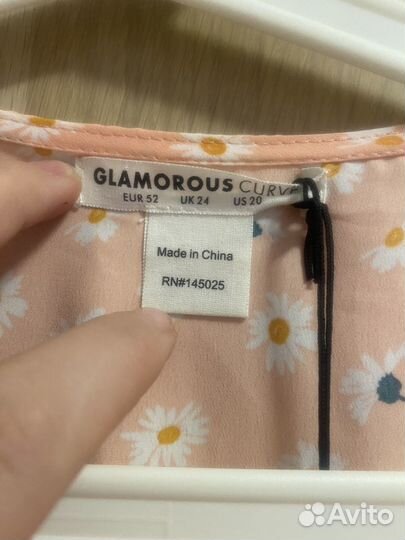 GLAMOROUS CURVE
EUR 52 UK 24 US 20
Made in China
RN#145025
Avito